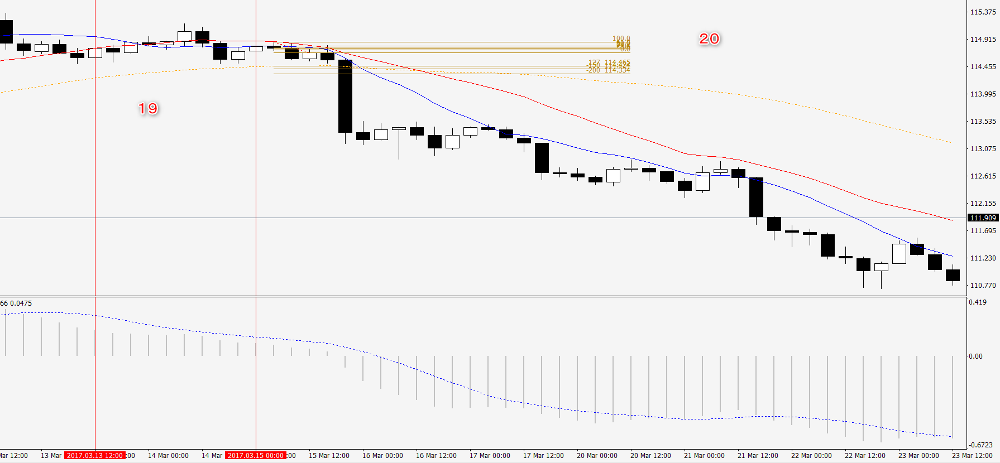 115.375
114.915
114.455
113.995
113.535
113.075
112.615
112.155
111.909
111.695
111.230
110.770
20
19
100.0
0.0
127 114.465
-150
-200 114.334
66 0.0475
0.419
0.00
-0.6723
Mar 12:00
13 Mar
2017.03.13 12:00
:00
14 Mar 00:00
14 Mar
2017.03.15 00:00
:00
15 Mar 12:00
16 Mar 00:00
16 Mar 12:00
17 Mar 00:00
17 Mar 12:00
20 Mar 00:00
20 Mar 12:00
21 Mar 00:00
21 Mar 12:00
22 Mar 00:00
22 Mar 12:00
23 Mar 00:00
23 Mar 12:00